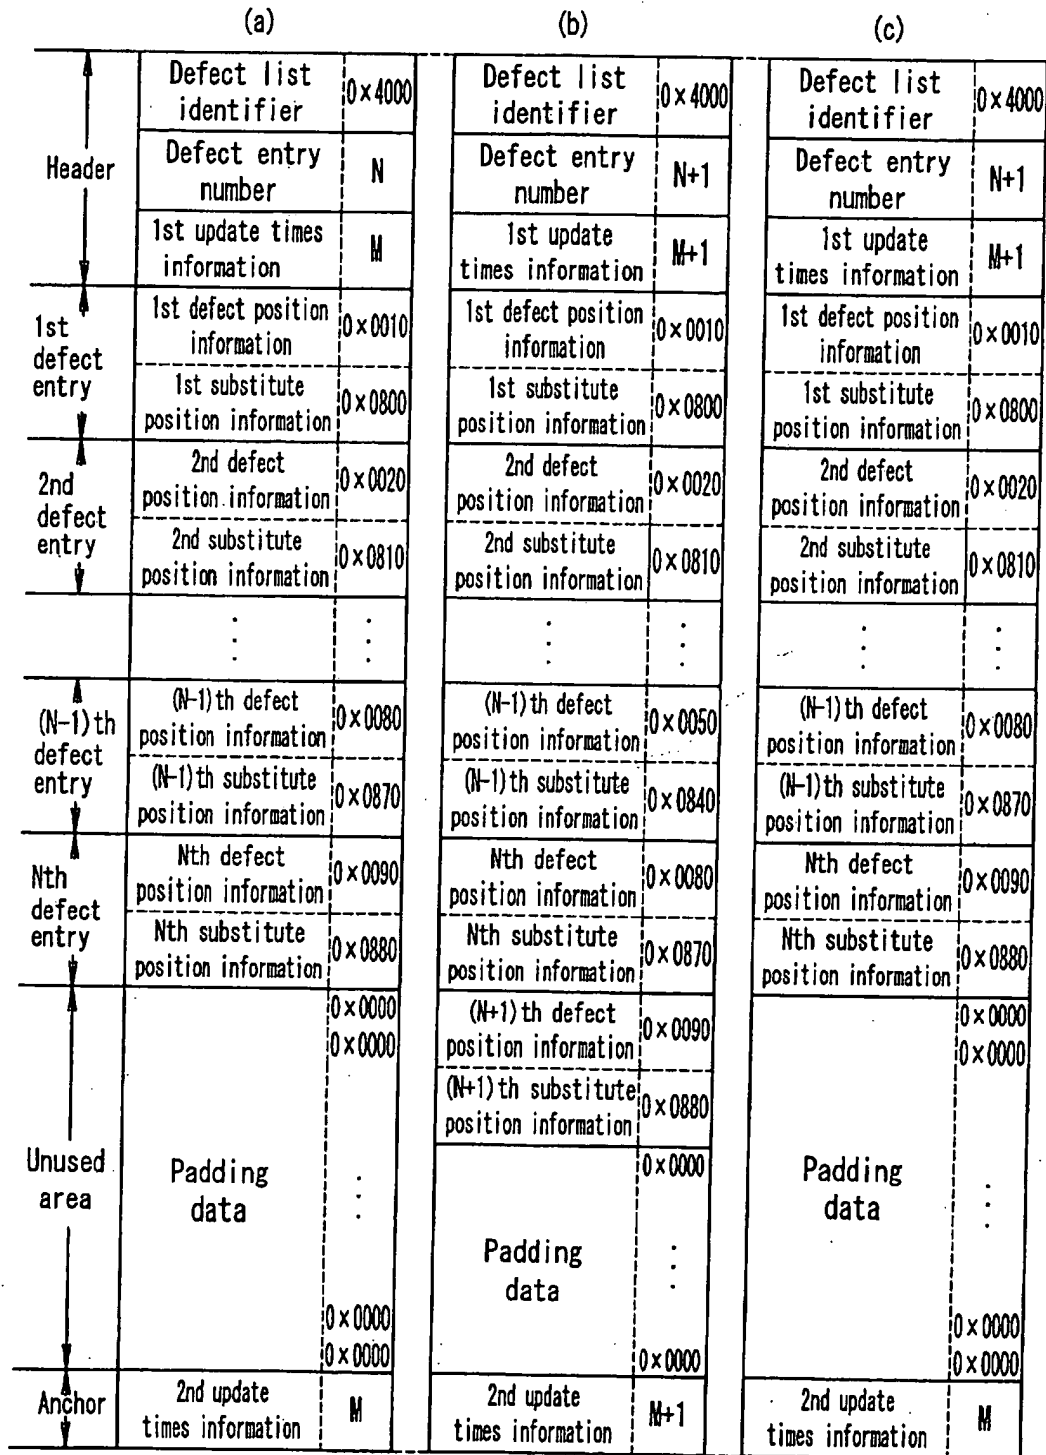 (a) (b) (c)
Header
1st
defect
entry
2nd
defect
entry
(N-1)th
defect
entry
Nth
defect
entry
Unused
area
Anchor
Defect list
identifier
0×4000
Defect entry
number
N
1st update times
information
M
1st defect position
information
0×0010
1st substitute
position information
0×0800
2nd defect
position information
0×0020
2nd substitute
position information
0×0810
(N-1)th defect
position information
0×0080
(N-1)th substitute
position information
0×0870
Nth defect
position information
0×0090
Nth substitute
position information
0×0880
0×0000
0×0000
Padding
data
0×0000
0×0000
2nd update
times information
M
Defect list
identifier
0×4000
Defect entry
number
N+1
1st update
times information
M+1
1st defect position
information
0×0010
1st substitute
position information
0×0800
2nd defect
position information
0×0020
2nd substitute
position information
0×0810
(N-1)th defect
position information
0×0050
(N-1)th substitute
position information
0×0840
Nth defect
position information
0×0080
Nth substitute
position information
0×0870
(N+1)th defect
position information
0×0090
(N+1)th substitute
position information
0×0880
0×0000
Padding
data
0×0000
2nd update
times information
M+1
Defect list
identifier
0×4000
Defect entry
number
N+1
1st update
times information
M+1
1st defect position
information
0×0010
1st substitute
position information
0×0800
2nd defect
position information
0×0020
2nd substitute
position information
0×0810
(N-1)th defect
position information
0×0080
(N-1)th substitute
position information
0×0870
Nth defect
position information
0×0090
Nth substitute
position information
0×0880
0×0000
0×0000
Padding
data
0×0000
0×0000
2nd update
times information
M